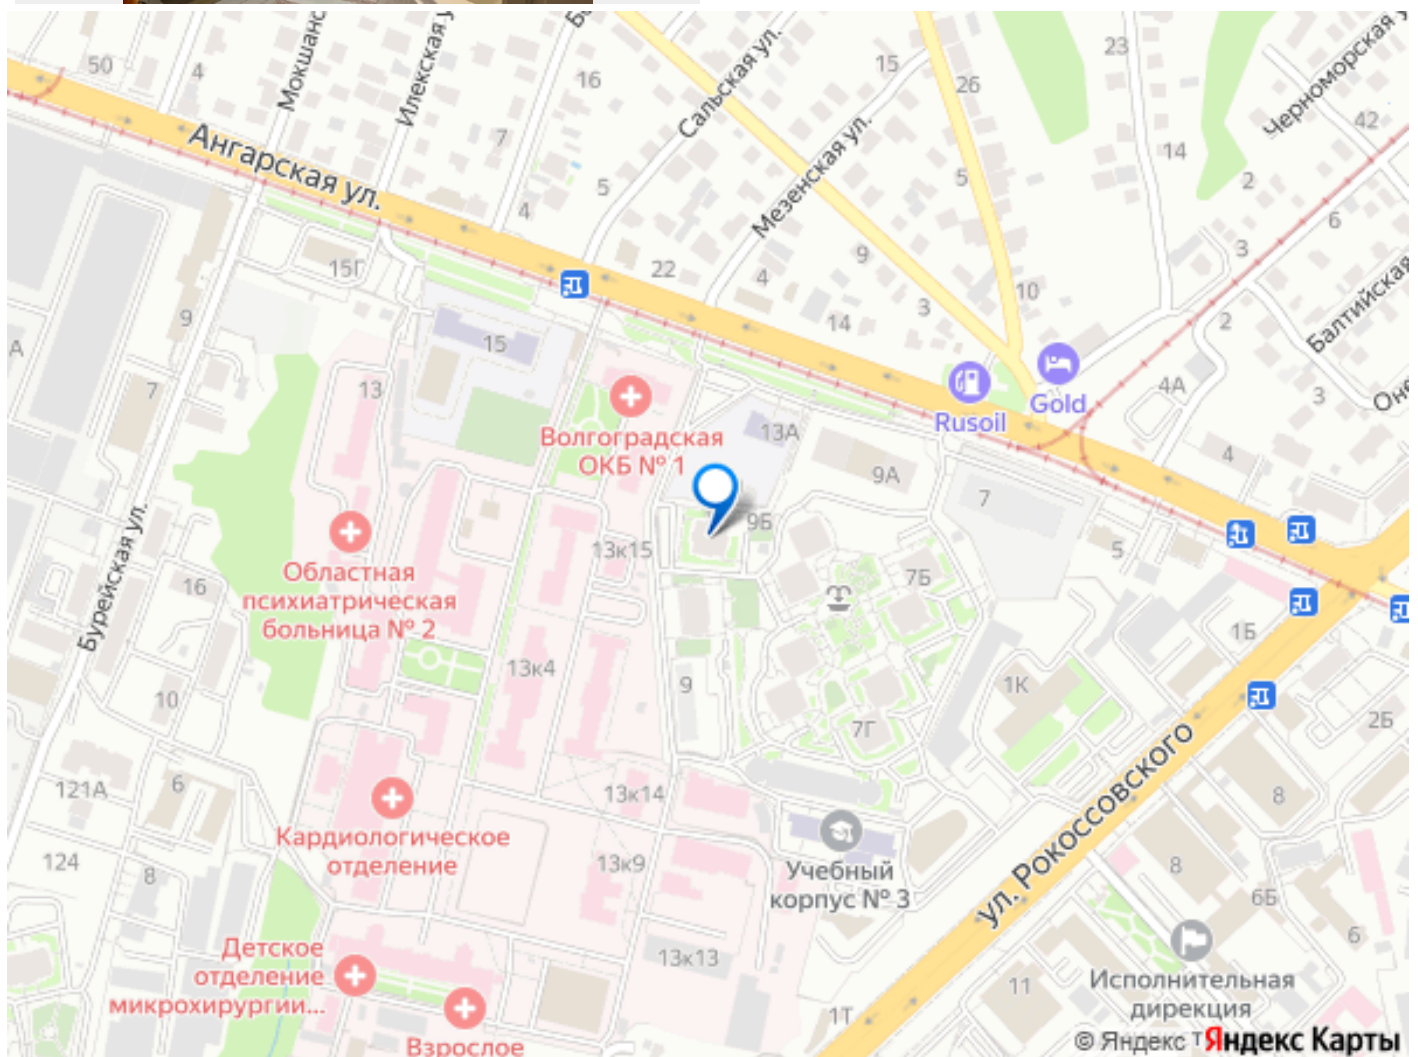 50
4
Мокшанс
Илекская у
Б
16
Сальская ул.
15
26
23
Черноморская у
42
Ангарская ул.
7
5
4
Мезенская ул.
5
14
2
6
15Г
22
4
9
3
10
3
2
Балтийская
9
А
15
14
7
13
Rusoil
Gold
4А
3
Оне
Волгоградская
ОКБ № 1
13А
9А
7
4
9Б
5
Областная
психиатрическая
больница № 2
13к15
7Б
Бурейская ул.
16
1Б
13к4
9
1К
10
7Г
2Б
121А
6
13к14
8
Кардиологическое
отделение
124
8
13к9
Учебный
корпус № 3
ул. Рокоссовского
8
6Б
6
Детское
отделение
микрохирургии...
13к13
11
Исполнительная
дирекция
1Т
Взрослое
© Яндекс Т
Яндекс Карты